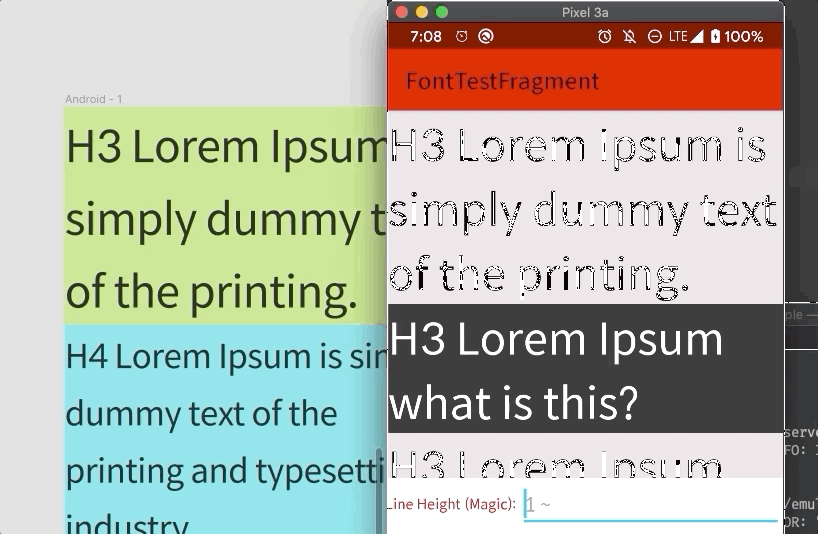 Pixel 3a
7:08 LTE 100%
FontTestFragment
Android – 1
H3 Lorem Ipsum
simply dummy t
of the printing.
H4 Lorem Ipsum is sim
dummy text of the
printing and typesetti
industry
H3 Lorem Ipsum is
simply dummy text
of the printing.
H3 Lorem Ipsum
what is this?
H3 Lorem Ipsum
Line Height (Magic): 1 ~
ple —
serve
FO:
/emul
OR: